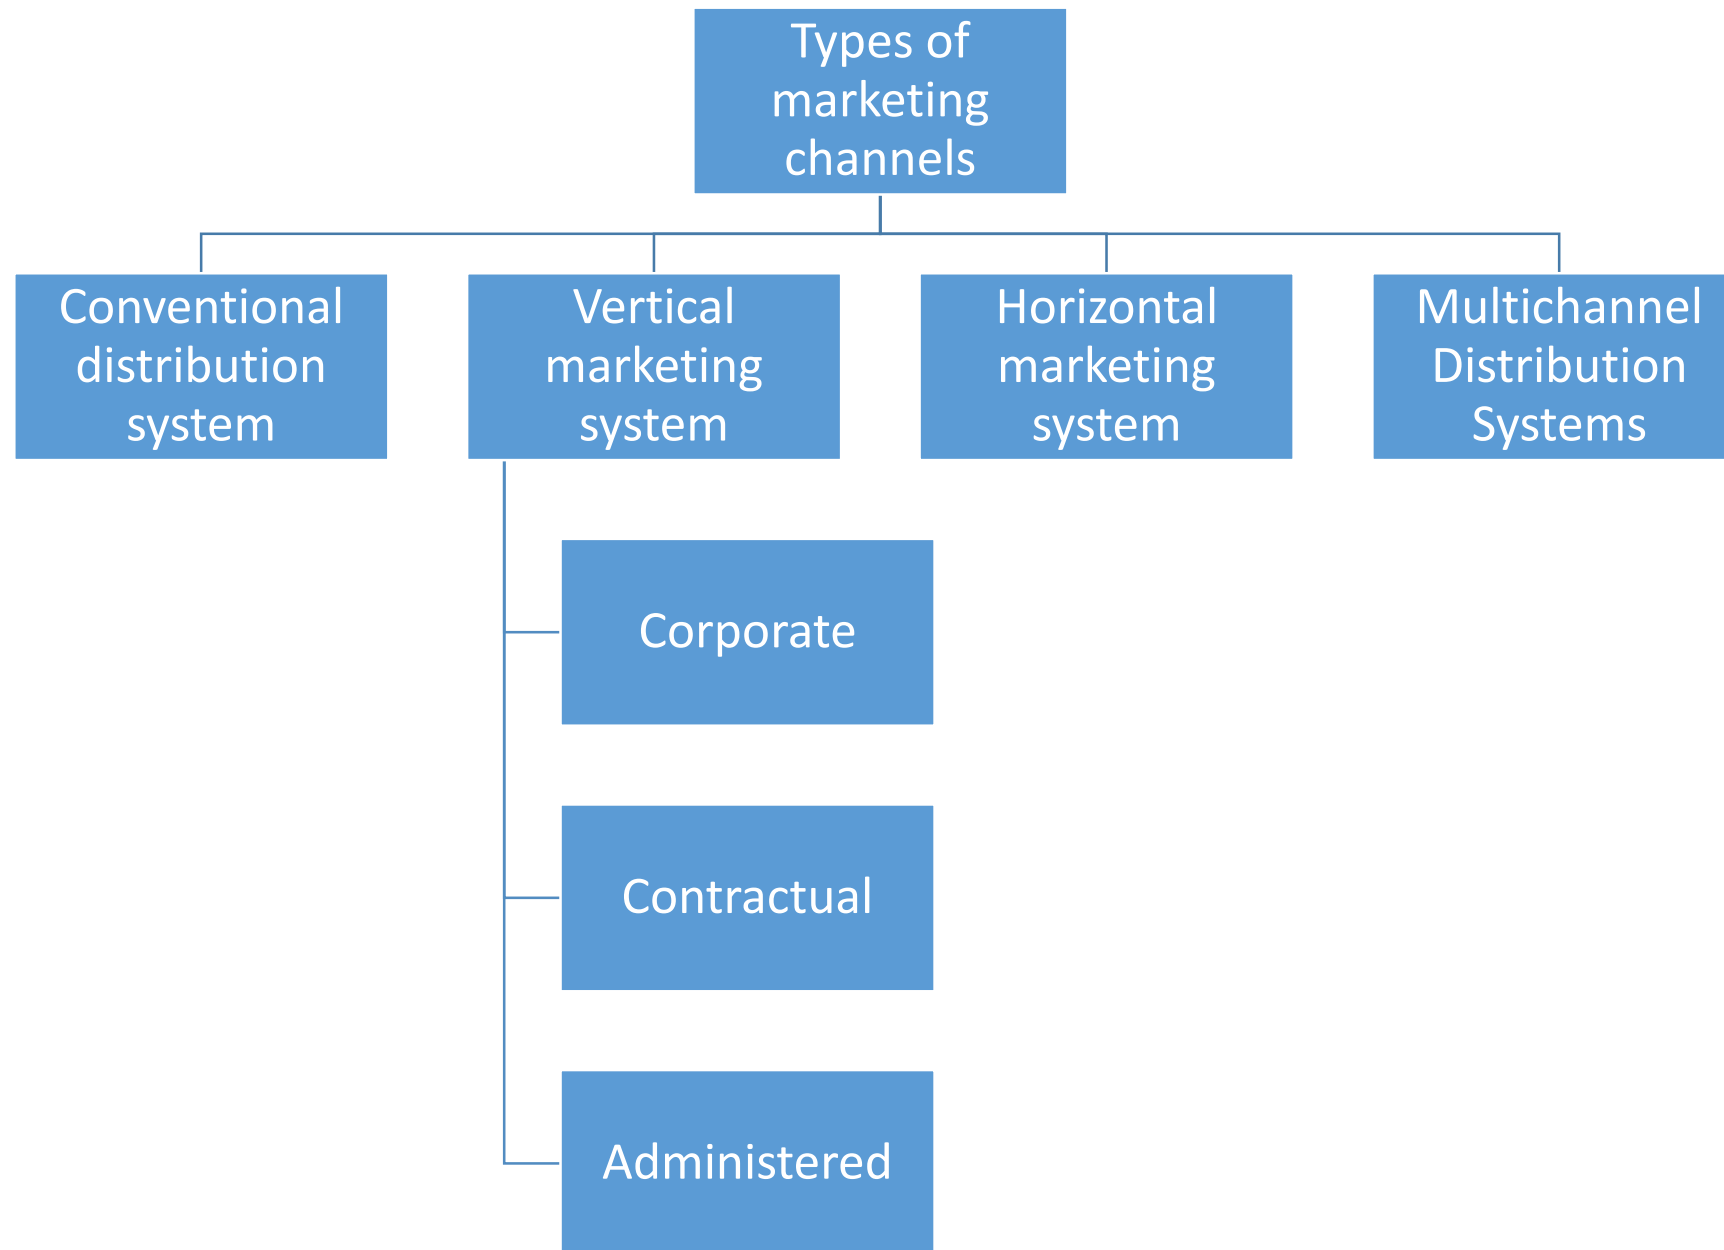 Types of
marketing
channels
Conventional
distribution
system
Vertical
marketing
system
Horizontal
marketing
system
Multichannel
Distribution
Systems
Corporate
Contractual
Administered